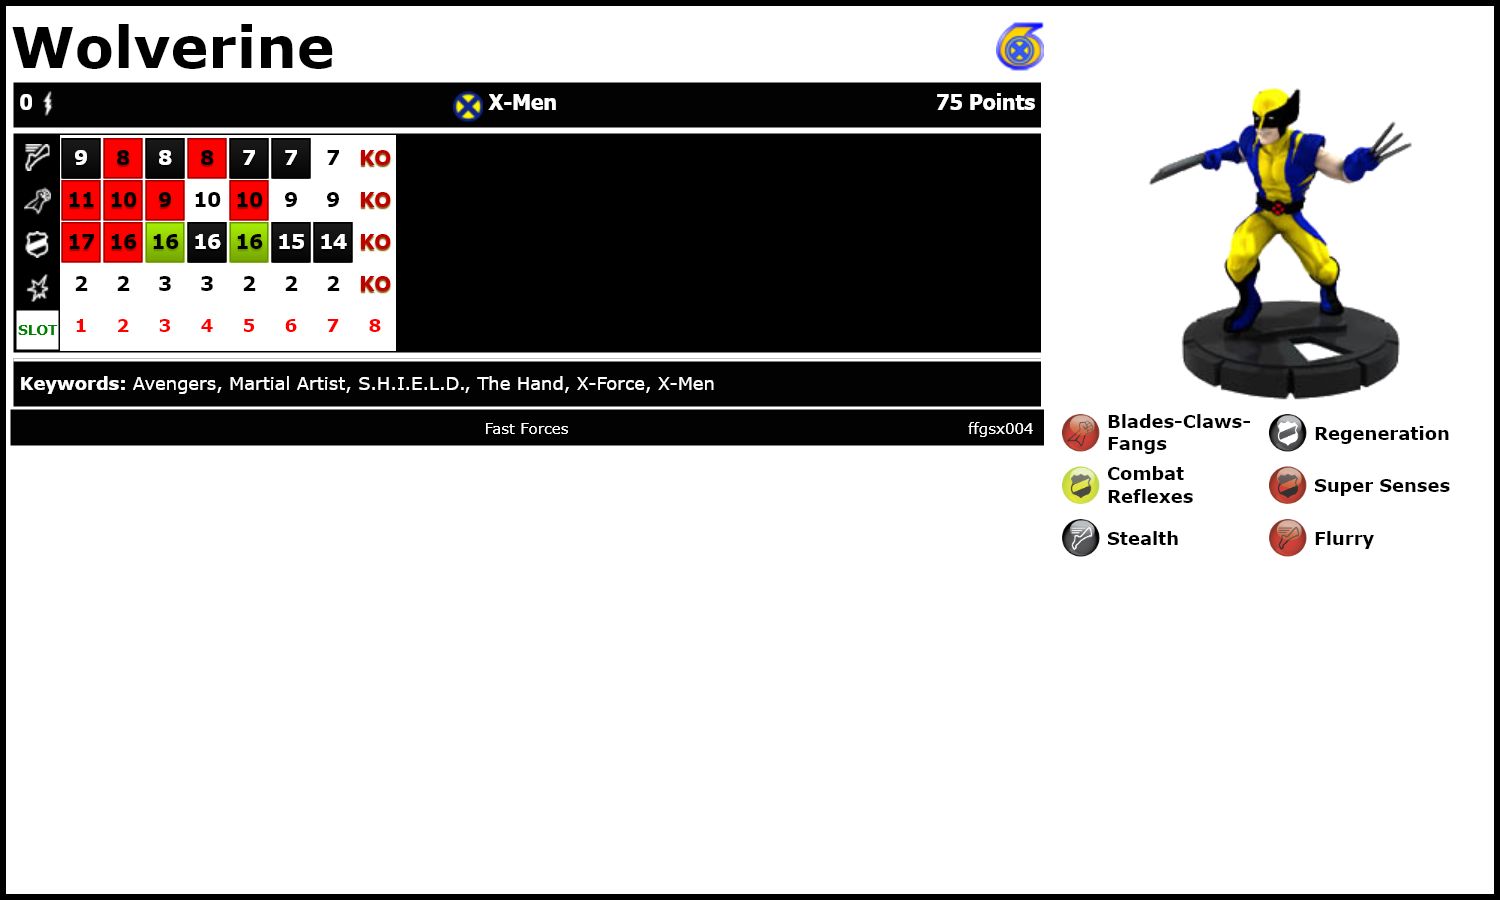 Wolverine
0 X-Men 75 Points
9 8 8 8 7 7 7 KO
11 10 9 10 10 9 9 KO
17 16 16 16 16 15 14 KO
2 2 3 3 2 2 2 KO
SLOT 1 2 3 4 5 6 7 8
Keywords: Avengers, Martial Artist, S.H.I.E.L.D., The Hand, X-Force, X-Men
Fast Forces ffgsx004
Blades-Claws-
Fangs
Regeneration
Combat
Reflexes
Super Senses
Stealth
Flurry